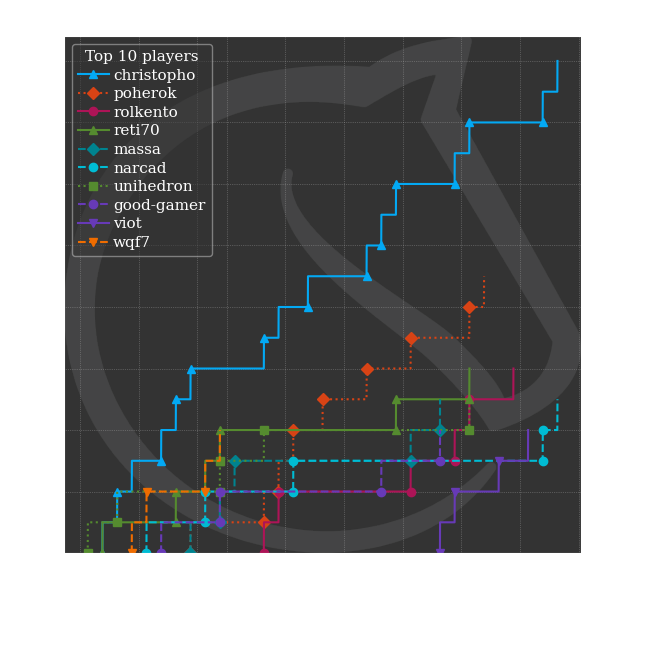 Top 10 players
christopho
poherok
rolkento
reti70
massa
narcad
unihedron
good-gamer
viot
wqf7